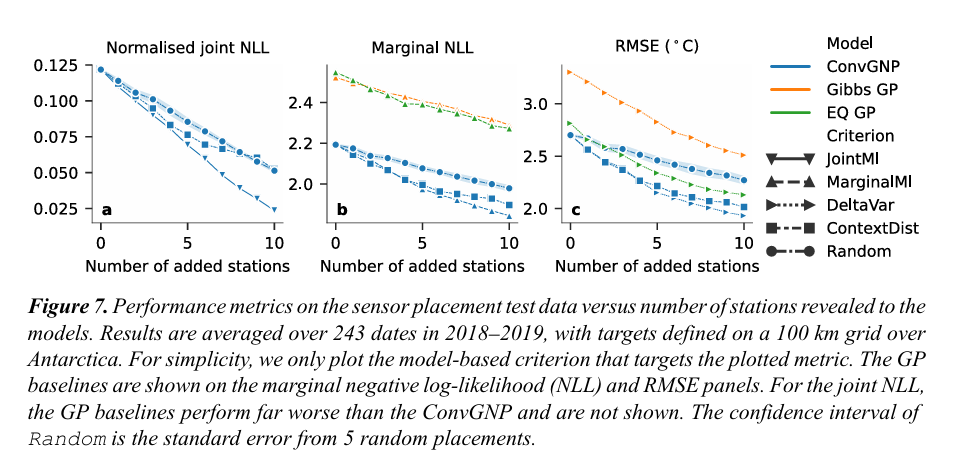 Normalised joint NLL
0.125
0.100
0.075
0.050
0.025
a
0 5 10
Number of added stations
Marginal NLL
2.4
2.2
2.0
b
0 5 10
Number of added stations
RMSE (°C)
3.0
2.5
2.0
c
0 5 10
Number of added stations
Model
ConvGNP
Gibbs GP
EQ GP
Criterion
JointMI
MarginalMI
DeltaVar
ContextDist
Random
Figure 7. Performance metrics on the sensor placement test data versus number of stations revealed to the
models. Results are averaged over 243 dates in 2018–2019, with targets defined on a 100 km grid over
Antarctica. For simplicity, we only plot the model-based criterion that targets the plotted metric. The GP
baselines are shown on the marginal negative log-likelihood (NLL) and RMSE panels. For the joint NLL,
the GP baselines perform far worse than the ConvGNP and are not shown. The confidence interval of
Random is the standard error from 5 random placements.